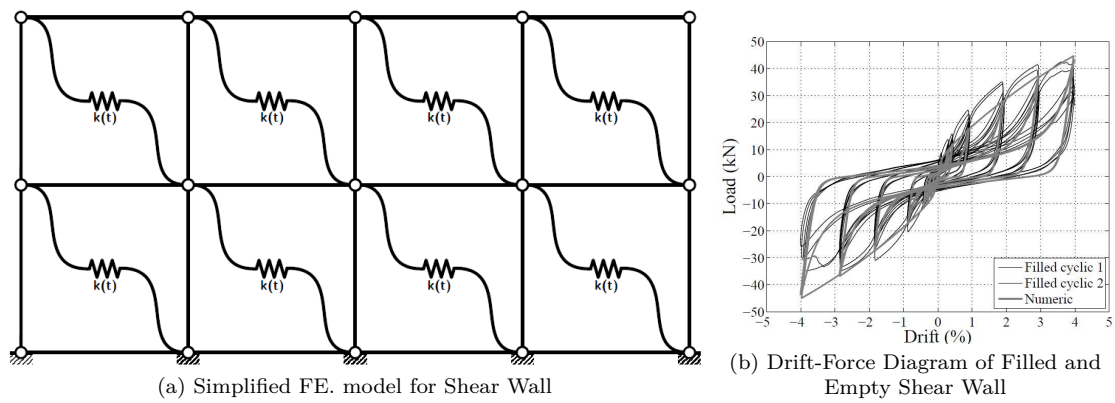 k(t)
k(t)
k(t)
k(t)
k(t)
k(t)
k(t)
k(t)
(a) Simplified FE. model for Shear Wall
50
40
30
20
10
0
−10
−20
−30
−40
−50
Load (kN)
−5 −4 −3 −2 −1 0 1 2 3 4 5
Drift (%)
Filled cyclic 1
Filled cyclic 2
Numeric
(b) Drift-Force Diagram of Filled and
Empty Shear Wall